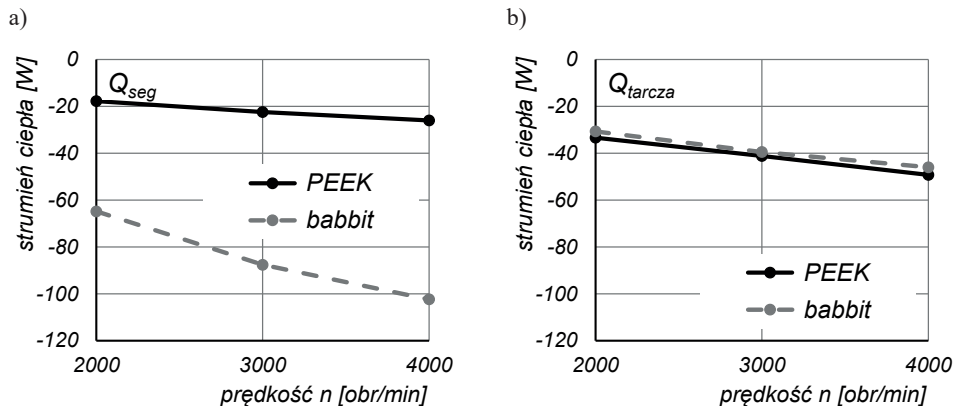 a)
strumień ciepła [W]
0
-20
-40
-60
-80
-100
-120
Qseg
PEEK
babbit
2000 3000 4000
prędkość n [obr/min]
b)
strumień ciepła [W]
0
-20
-40
-60
-80
-100
-120
Qtarcza
PEEK
babbit
2000 3000 4000
prędkość n [obr/min]